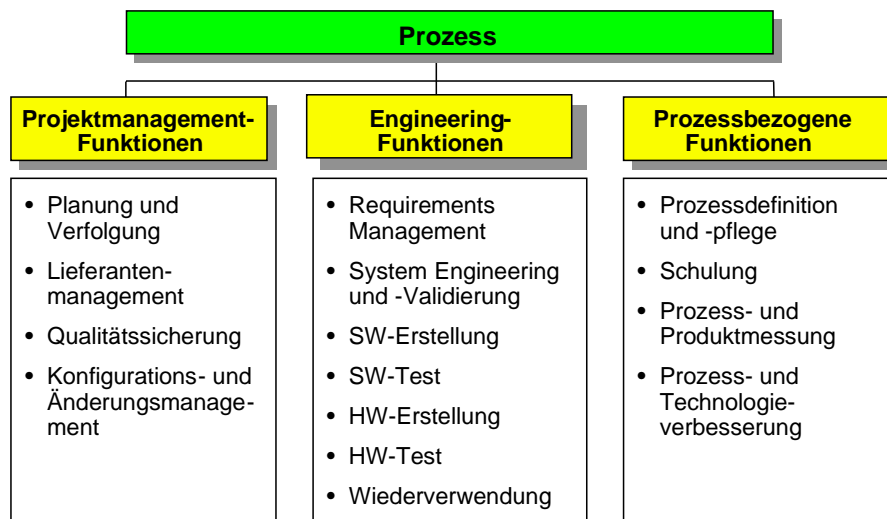 Prozess
Projektmanagement-
Funktionen
• Planung und
Verfolgung
• Lieferanten-
management
• Qualitätssicherung
• Konfigurations- und
Änderungsmanage-
ment
Engineering-
Funktionen
• Requirements
Management
• System Engineering
und -Validierung
• SW-Erstellung
• SW-Test
• HW-Erstellung
• HW-Test
• Wiederverwendung
Prozessbezogene
Funktionen
• Prozessdefinition
und -pflege
• Schulung
• Prozess- und
Produktmessung
• Prozess- und
Technologie-
verbesserung